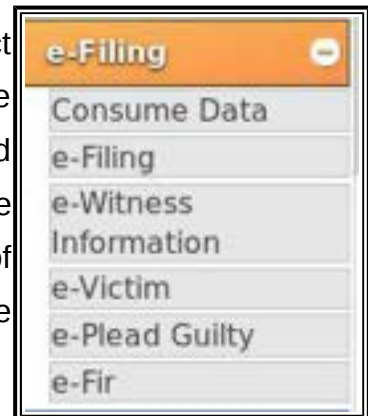 e-Filing
Consume Data
e-Filing
e-Witness
Information
e-Victim
e-Plead Guilty
e-Fir